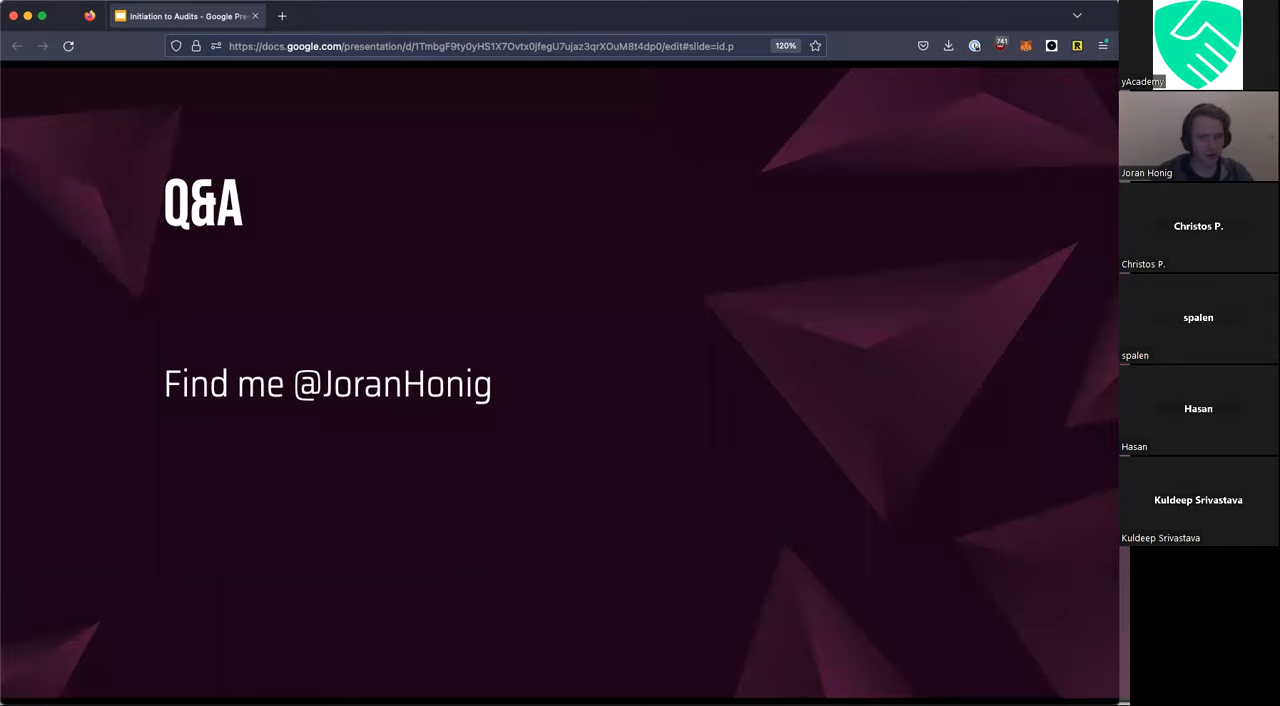 Initiation to Audits - Google Pre
https://docs.google.com/presentation/d/1TmbgF9ty0yHS1X7Ovtx0jfegU7ujaz3qrXOuM8t4dp0/edit#slide=id.p
120%
741
Q&A
Find me @JoranHonig
yAcademy
Joran Honig
Christos P.
Christos P.
spalen
spalen
Hasan
Hasan
Kuldeep Srivastava
Kuldeep Srivastava